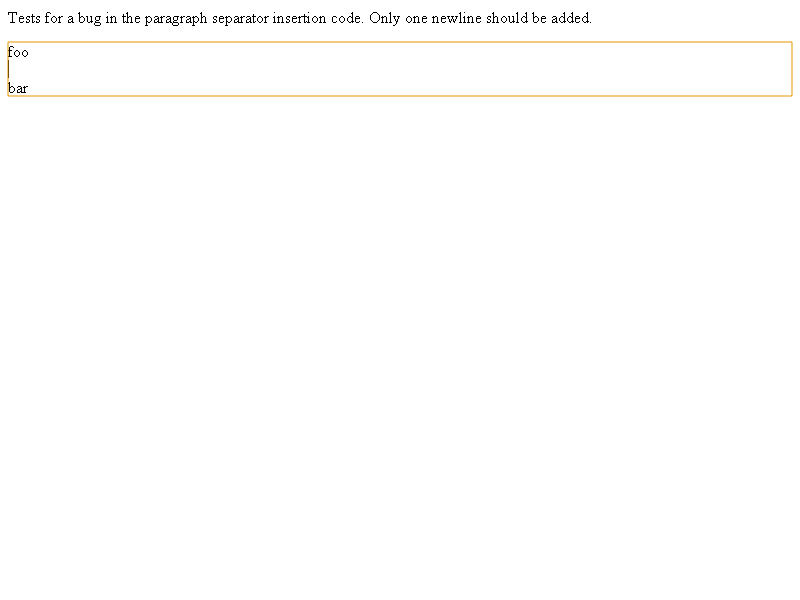 Tests for a bug in the paragraph separator insertion code. Only one newline should be added.
foo
bar